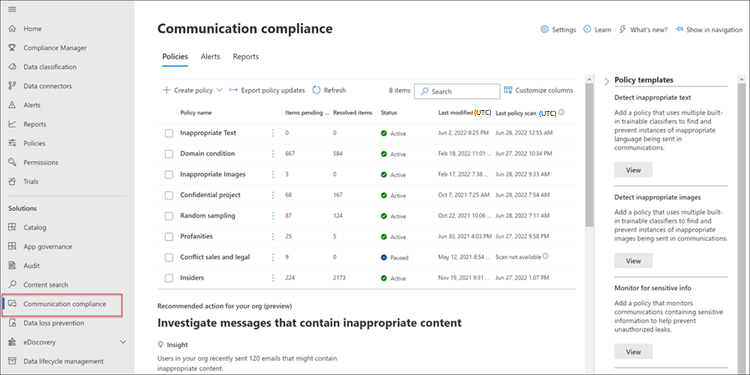 Home
Compliance Manager
Data classification
Data connectors
Alerts
Reports
Policies
Permissions
Trials
Solutions
Catalog
App governance
Audit
Content search
Communication compliance
Data loss prevention
eDiscovery
Data lifecycle management
Communication compliance
Settings Learn What's new? Show in navigation
Policies Alerts Reports
Create policy Export policy updates Refresh 8 items Search Customize columns
Policy name Items pending ... Resolved items Status Last modified (UTC) Last policy scan (UTC)
Inappropriate Text 0 0 Active Jun 2, 2022 8:25 PM Jun 28, 2022 12:55 AM
Domain condition 667 584 Active Feb 18, 2022 11:01 ... Jun 27, 2022 10:34 PM
Inappropriate Images 3 0 Active Feb 17, 2022 7:38 ... Jun 28, 2022 9:33 AM
Confidential project 68 167 Active Oct 7, 2021 7:25 AM Jun 28, 2022 7:54 AM
Random sampling 87 124 Active Oct 22, 2021 10:06 ... Jun 28, 2022 7:11 AM
Profanities 25 5 Active Jun 30, 2021 4:03 PM Jun 27, 2022 9:58 PM
Conflict sales and legal 9 0 Paused May 12, 2021 8:54 ... Scan not available
Insiders 224 2173 Active Nov 19, 2021 9:31 ... Jun 27, 2022 1:07 PM
Recommended action for your org (preview)
Investigate messages that contain inappropriate content
Insight
Users in your org recently sent 120 emails that might contain
inappropriate content.
Policy templates
Detect inappropriate text
Add a policy that uses multiple built-
in trainable classifiers to find and
prevent instances of inappropriate
language being sent in
communications.
View
Detect inappropriate images
Add a policy that uses multiple built-
in trainable classifiers to find and
prevent instances of inappropriate
images being sent in communications.
View
Monitor for sensitive info
Add a policy that monitors
communications containing sensitive
information to help prevent
unauthorized leaks.
View